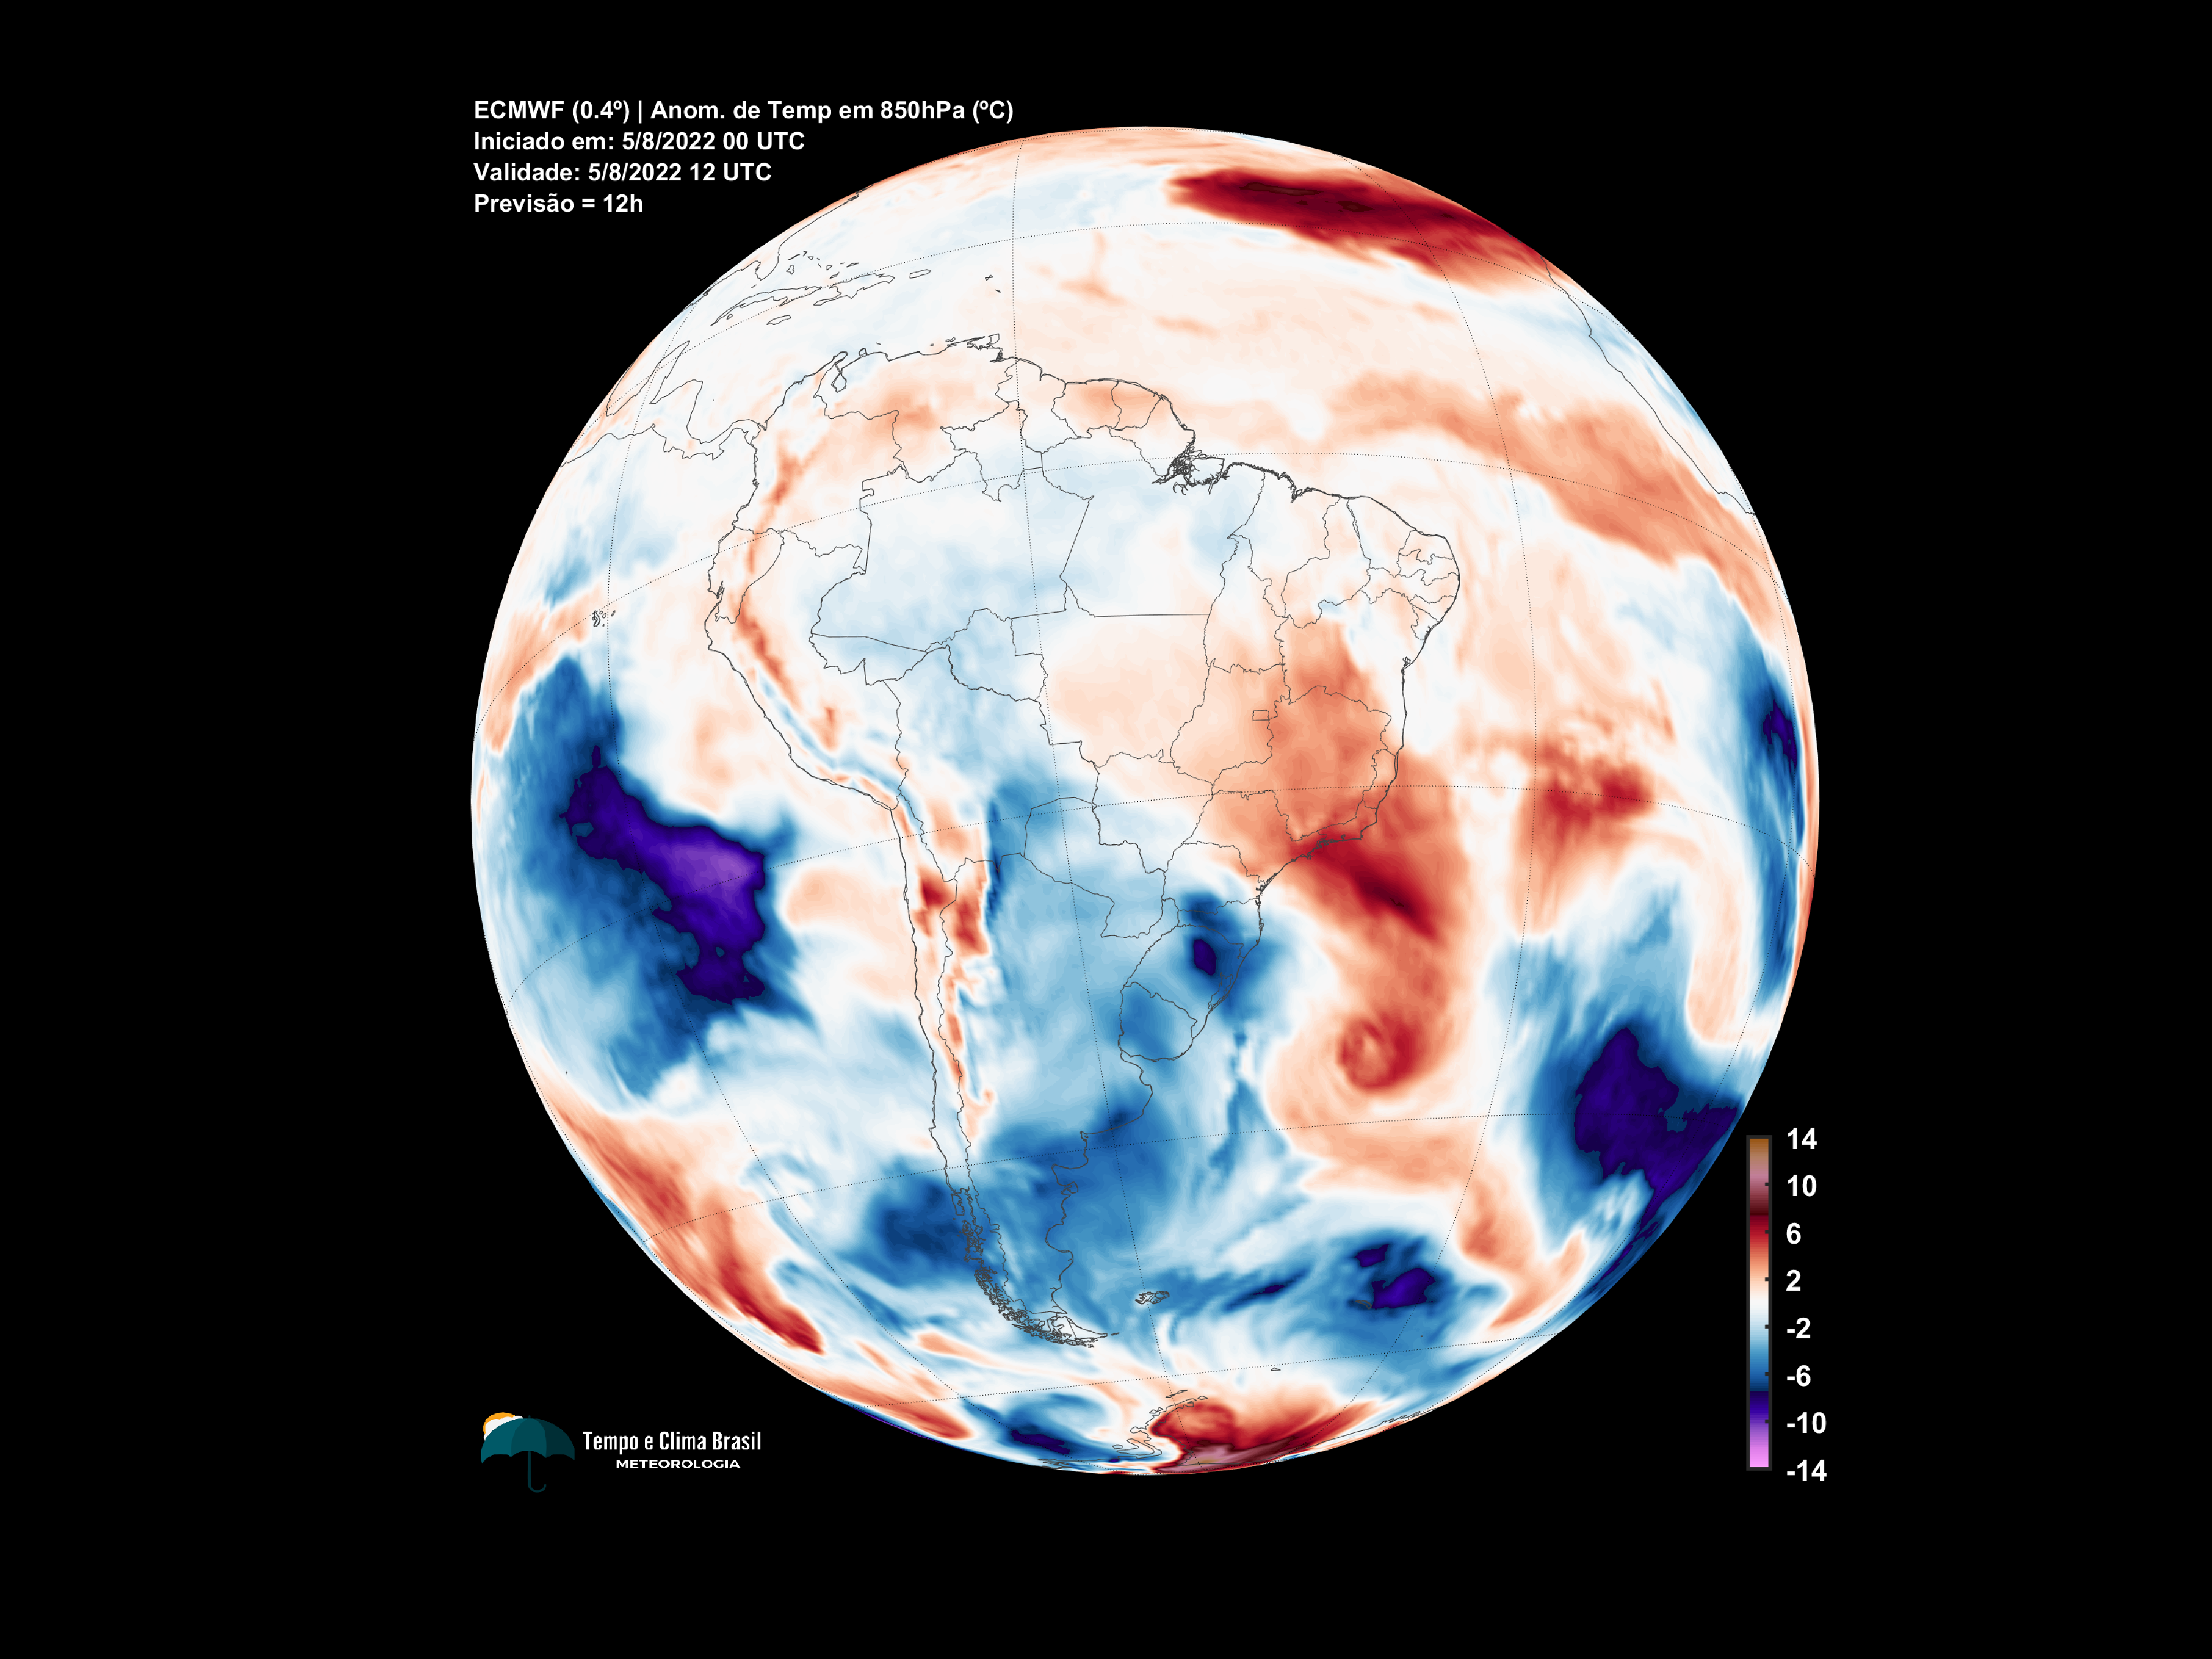 ECMWF (0.4º) | Anom. de Temp em 850hPa (ºC)
Iniciado em: 5/8/2022 00 UTC
Validade: 5/8/2022 12 UTC
Previsão = 12h
14
10
6
2
-2
-6
-10
-14
Tempo e Clima Brasil
METEOROLOGIA